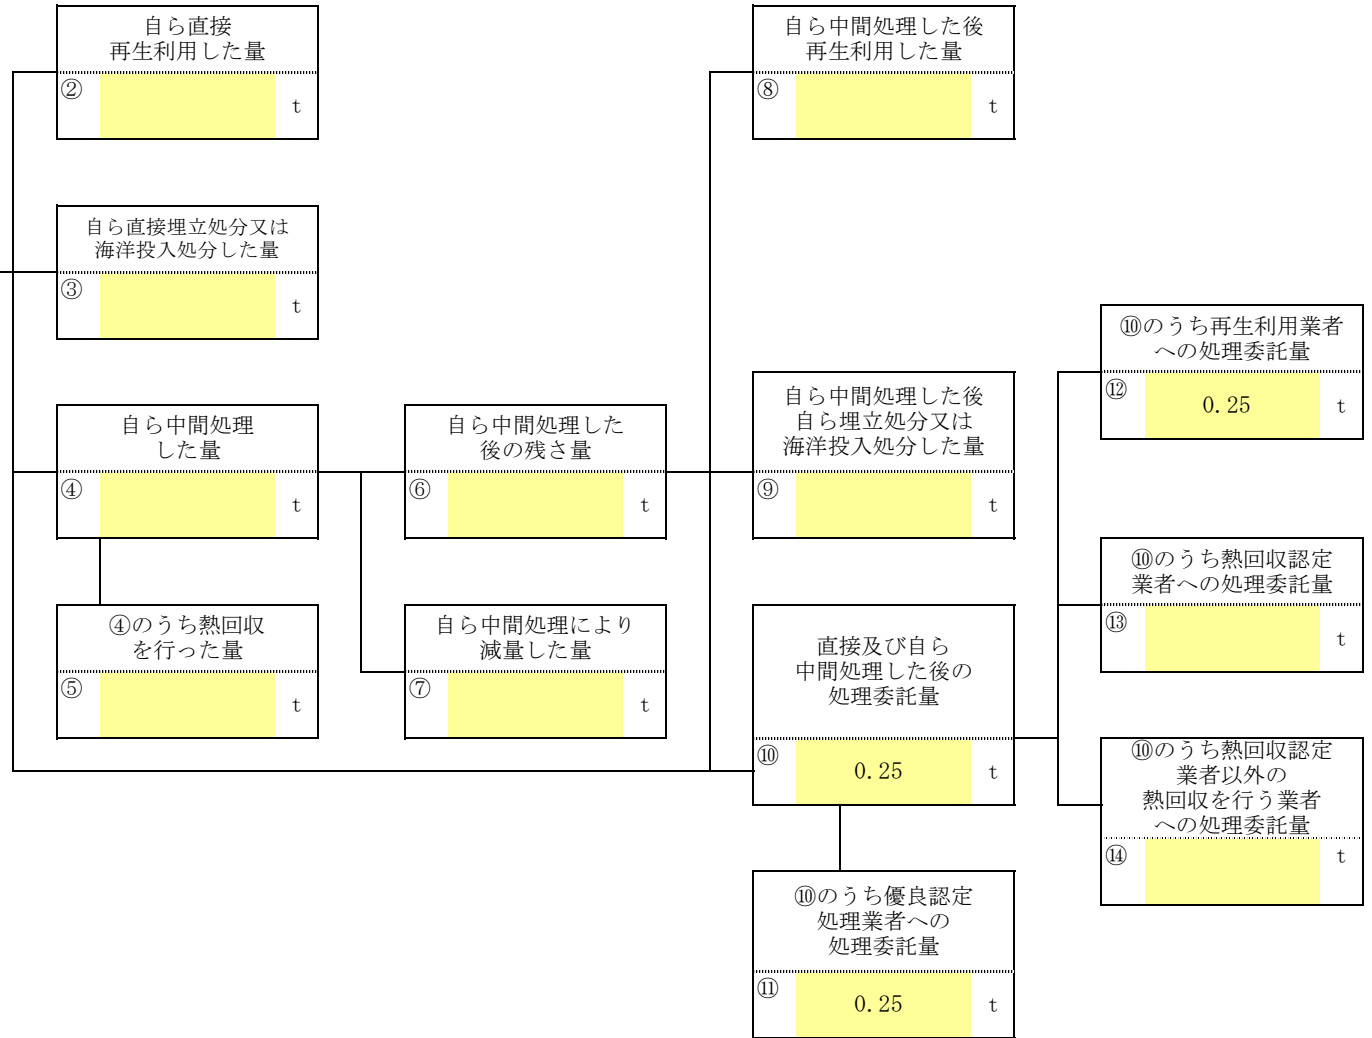 自ら直接
再生利用した量
②
t
自ら中間処理した後
再生利用した量
⑧
t
自ら直接埋立処分又は
海洋投入処分した量
③
t
⑩のうち再生利用業者
への処理委託量
⑫
0.25
t
自ら中間処理
した量
④
t
自ら中間処理した
後の残さ量
⑥
t
自ら中間処理した後
自ら埋立処分又は
海洋投入処分した量
⑨
t
⑩のうち熱回収認定
業者への処理委託量
⑬
t
④のうち熱回収
を行った量
⑤
t
自ら中間処理により
減量した量
⑦
t
直接及び自ら
中間処理した後の
処理委託量
⑩
0.25
t
⑩のうち熱回収認定
業者以外の
熱回収を行う業者
への処理委託量
⑭
t
⑩のうち優良認定
処理業者への
処理委託量
⑪
0.25
t